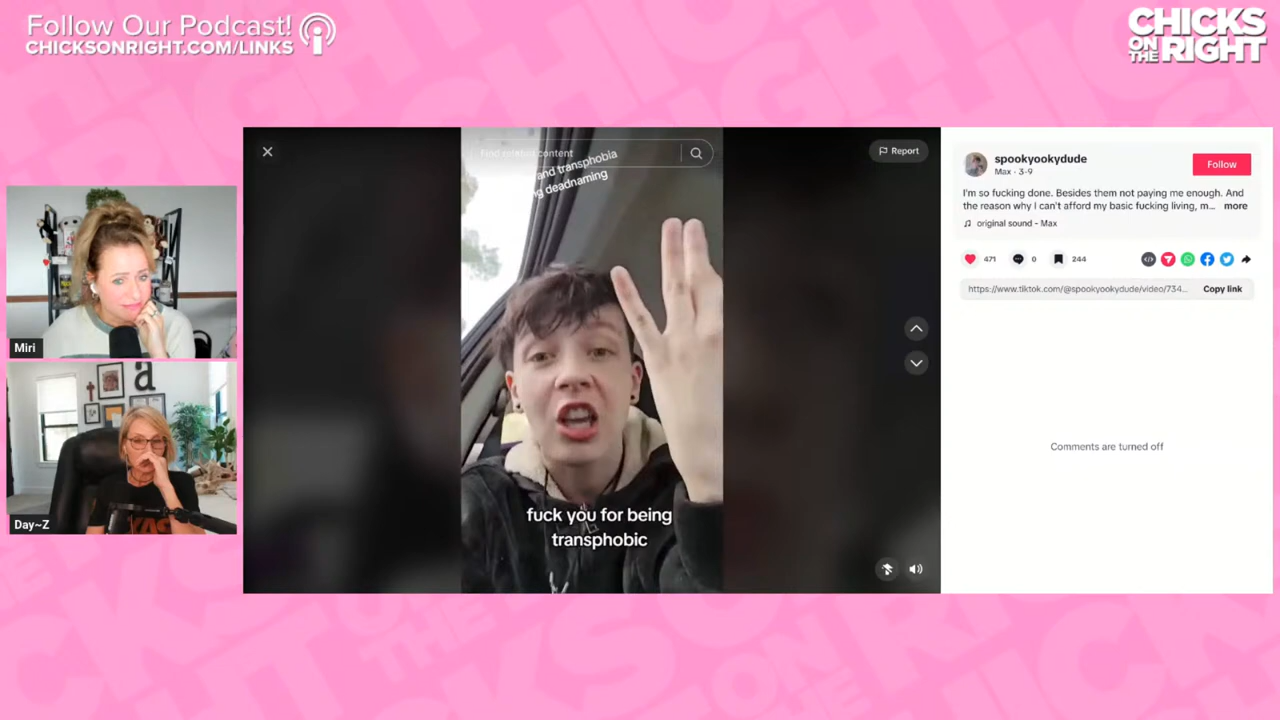 Follow Our Podcast!
CHICKSONRIGHT.COM/LINKS
CHICKS
ON THE RIGHT
Miri
Day~Z
a
Find related content
and transphobia
deadnaming
fuck you for being
transphobic
Report
spookyookydude
Max · 3-9
Follow
I'm so fucking done. Besides them not paying me enough. And
the reason why I can't afford my basic fucking living, m... more
original sound - Max
471
0
244
https://www.tiktok.com/@spookyookydude/video/734...
Copy link
Comments are turned off